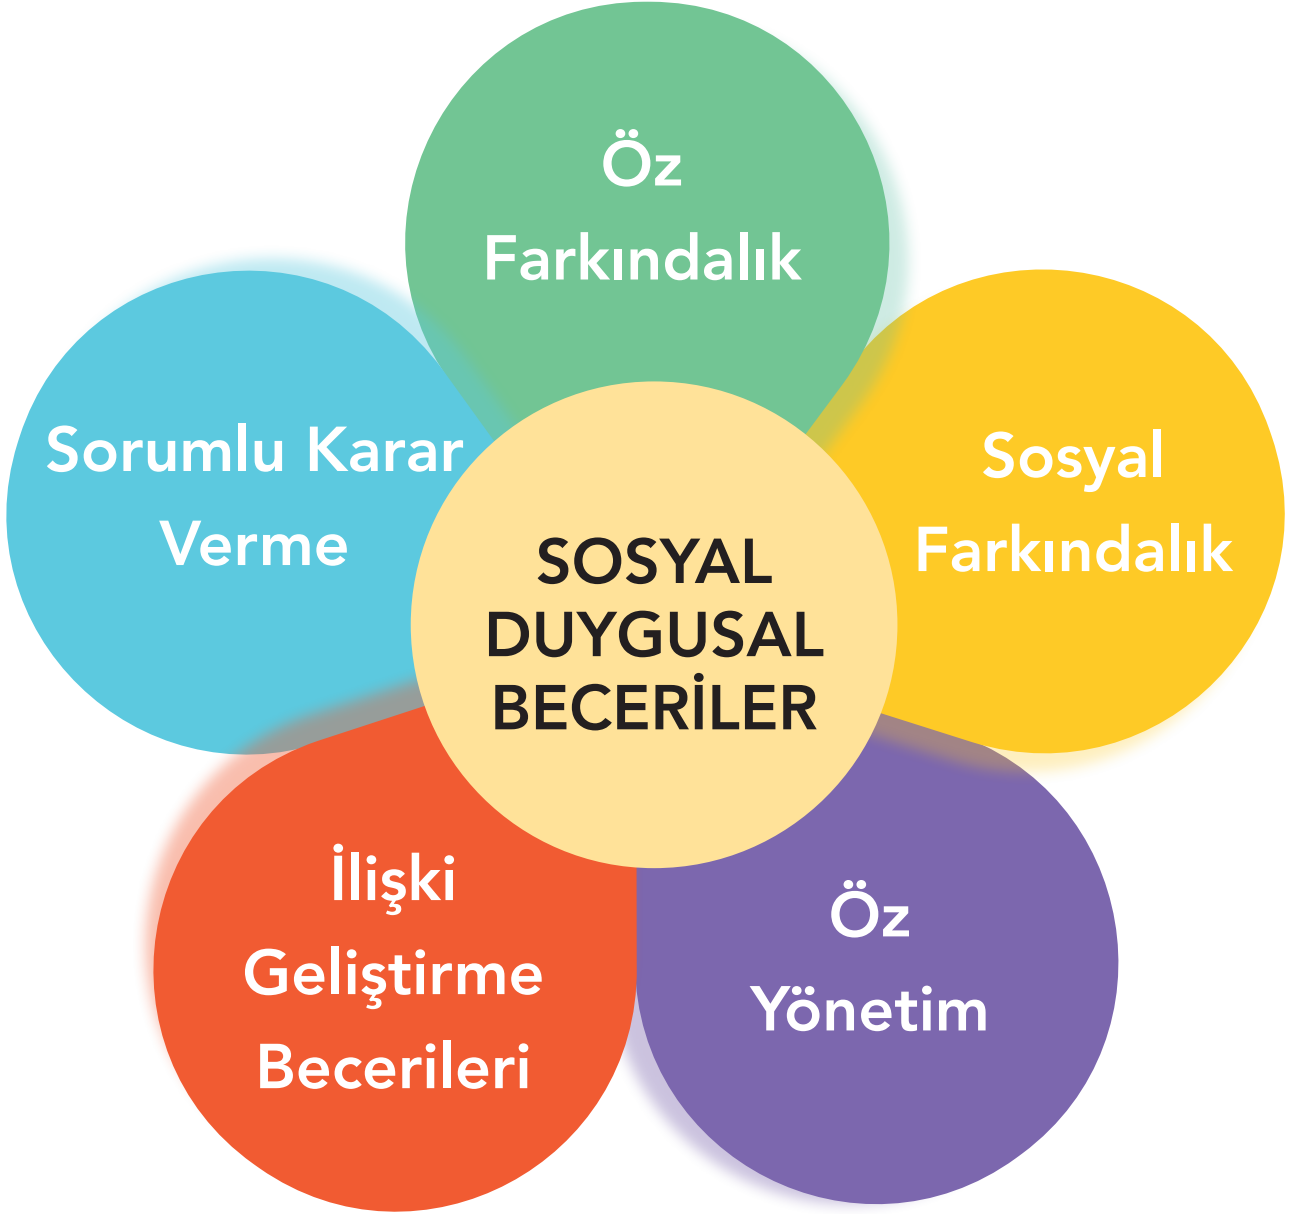 Öz
Farkındalık
Sosyal
Farkındalık
Öz
Yönetim
İlişki
Geliştirme
Becerileri
Sorumlu Karar
Verme
SOSYAL
DUYGUSAL
BECERİLER